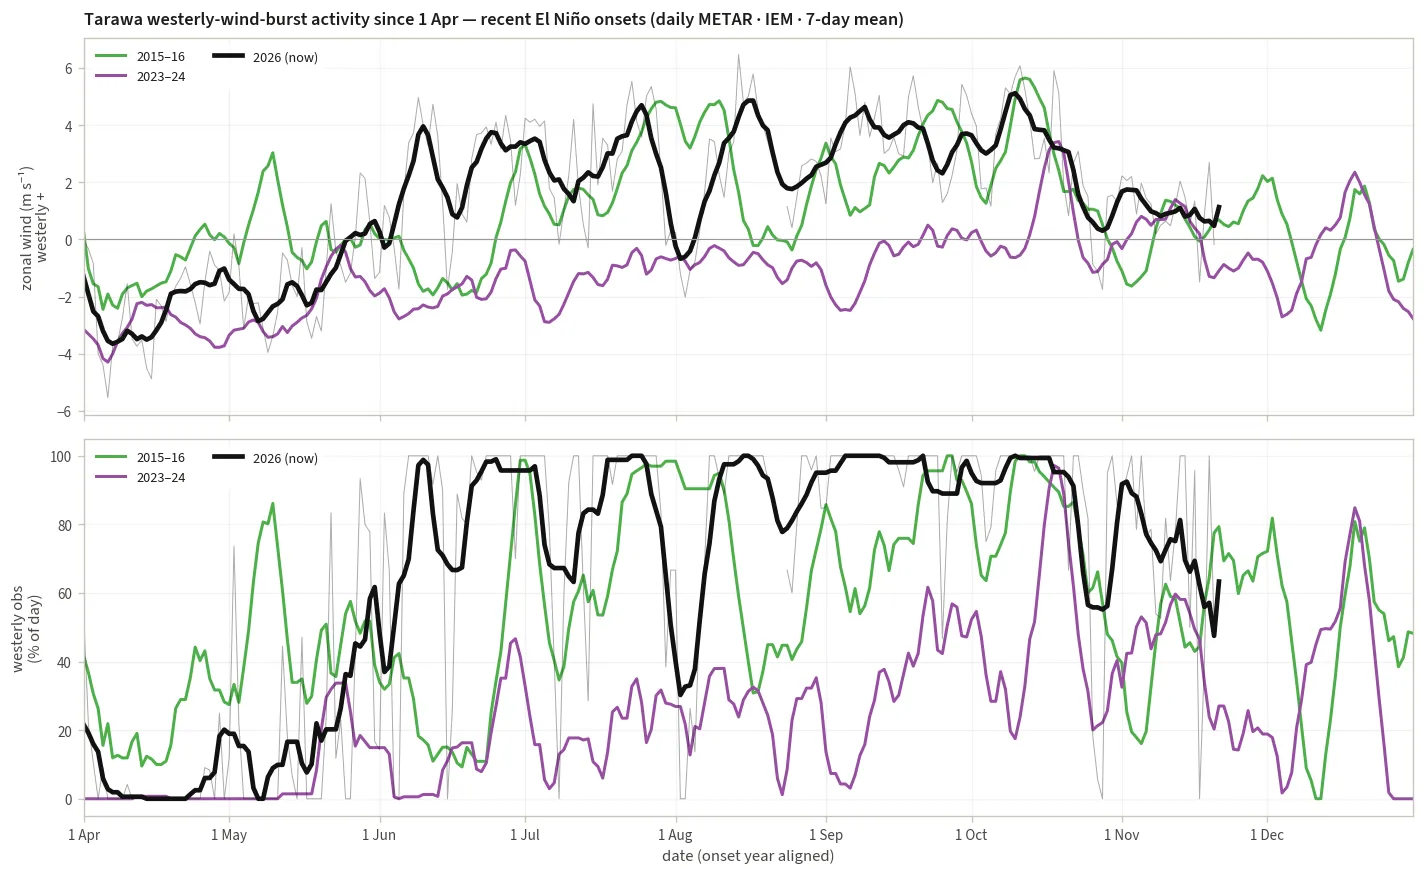 Tarawa westerly-wind-burst activity since 1 Apr — recent El Niño onsets (daily METAR · IEM · 7-day mean)
2015–16
2023–24
2026 (now)
zonal wind (m s⁻¹)
westerly +
6
4
2
0
−2
−4
−6
2015–16
2023–24
2026 (now)
westerly obs
(% of day)
100
80
60
40
20
0
1 Apr
1 May
1 Jun
1 Jul
1 Aug
1 Sep
1 Oct
1 Nov
1 Dec
date (onset year aligned)